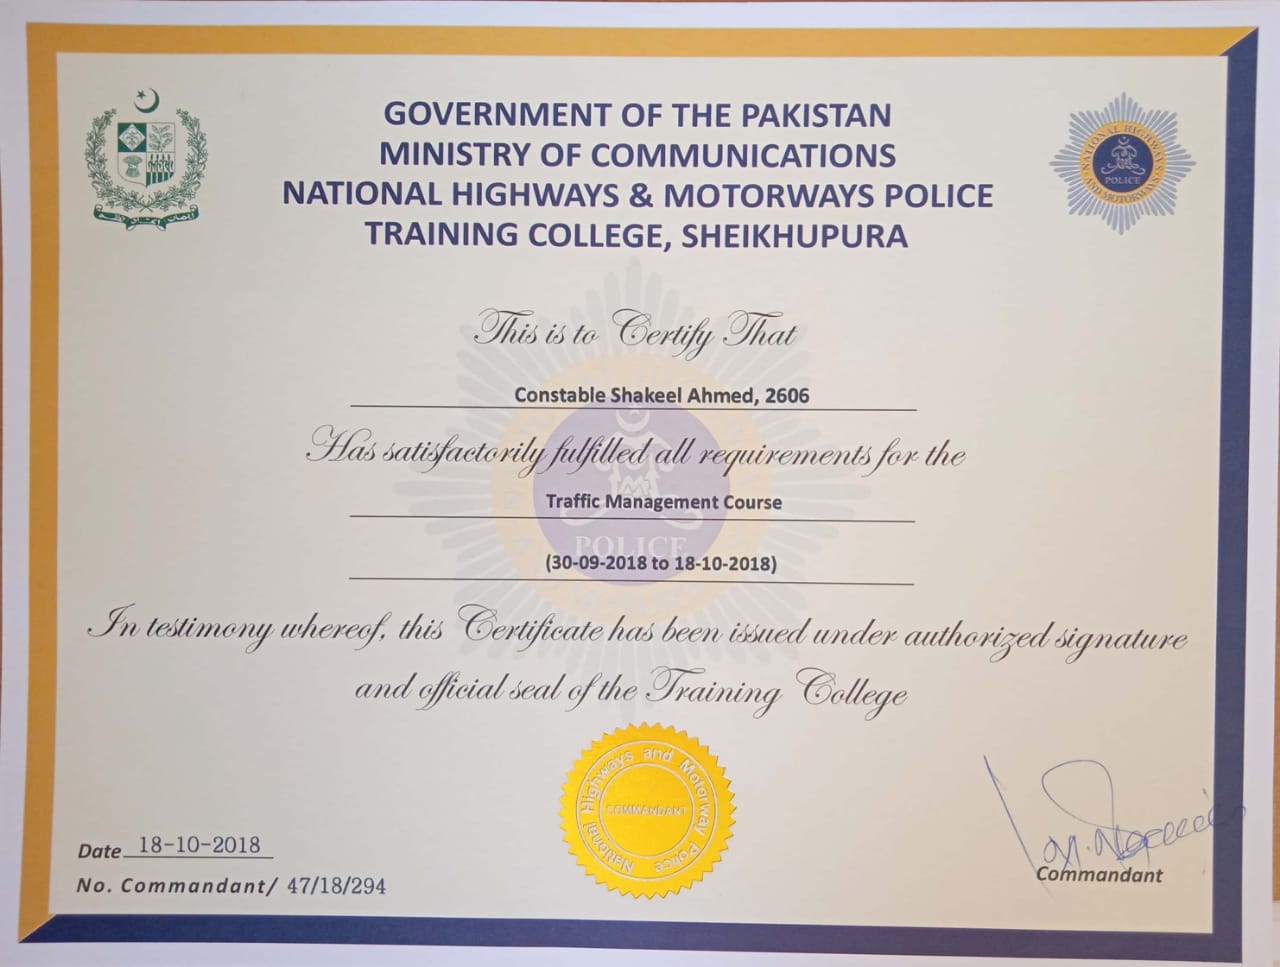 GOVERNMENT OF THE PAKISTAN
MINISTRY OF COMMUNICATIONS
NATIONAL HIGHWAYS & MOTORWAYS POLICE
TRAINING COLLEGE, SHEIKHUPURA
NATIONAL HIGHWAYS
POLICE
AND MOTORWAY
This is to Certify That
Constable Shakeel Ahmed, 2606
Has satisfactorily fulfilled all requirements for the
Traffic Management Course
POLICE
(30-09-2018 to 18-10-2018)
In testimony whereof, this Certificate has been issued under authorized signature
and official seal of the Training College
National Highways and Motorway Police
COMMANDANT
Date 18-10-2018
No. Commandant/ 47/18/294
Commandant